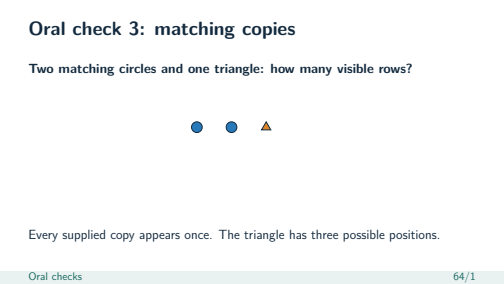 Oral check 3: matching copies
Two matching circles and one triangle: how many visible rows?
Every supplied copy appears once. The triangle has three possible positions.
Oral checks
64/1